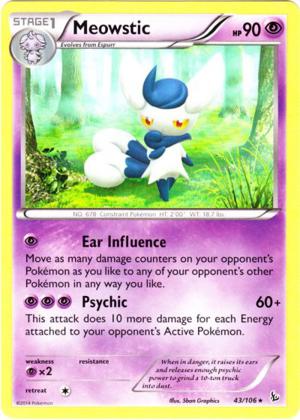 STAGE1
Meowstic
HP90
Evolves from Espurr
NO. 678 Constraint Pokémon HT. 2'00" WT. 18.7 lbs.
Ear Influence
Move as many damage counters on your opponent's
Pokémon as you like to any of your opponent's other
Pokémon in any way you like.
Psychic 60+
This attack does 10 more damage for each Energy
attached to your opponent's Active Pokémon.
weakness resistance
×2
retreat
When in danger, it raises its ears
and releases enough psychic
power to grind a 10-ton truck
into dust.
©2014 Pokémon
Illus. 5ban Graphics
43/106 ★